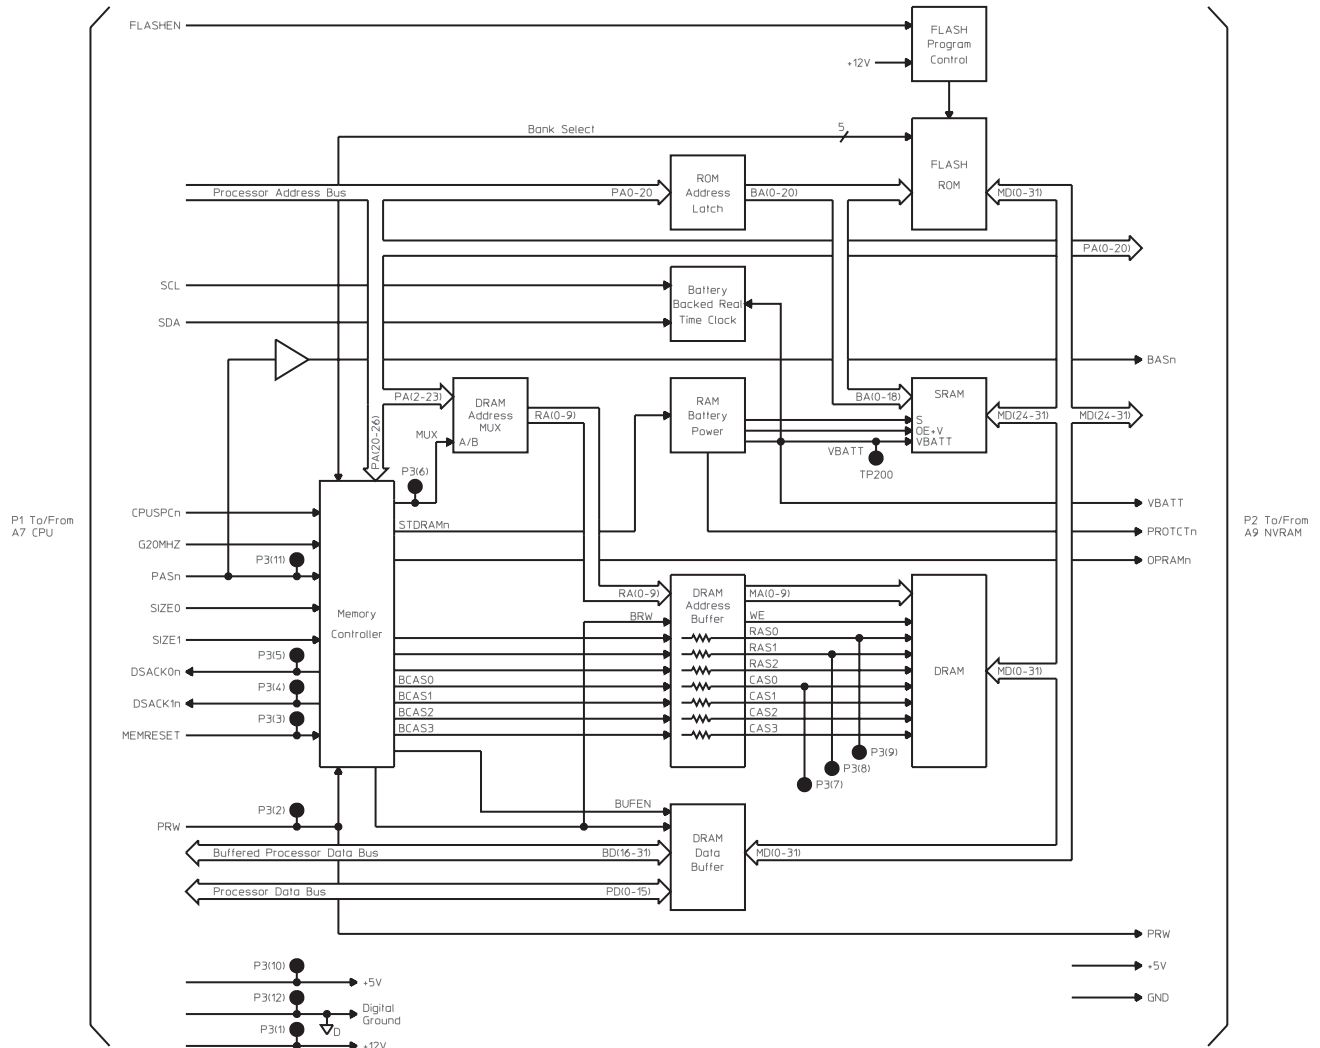 FLASHEN
FLASH
Program
Control
+12V
Bank Select
5
FLASH
ROM
ROM
Address
Latch
Processor Address Bus
PA0-20
BA(0-20)
MD(0-31)
PA(0-20)
SCL
SDA
Battery
Backed Real
Time Clock
BASn
PA(2-23)
DRAM
Address
MUX
A/B
RA(0-9)
RAM
Battery
Power
BA(0-18)
SRAM
S
OE+V
VBATT
MD(24-31)
MD(24-31)
PA(20-26)
MUX
P3(6)
VBATT
TP200
P1 To/From
A7 CPU
P2 To/From
A9 NVRAM
CPUSPCn
G20MHZ
P3(11)
PASn
SIZE0
SIZE1
P3(5)
DSACK0n
P3(4)
DSACK1n
P3(3)
MEMRESET
Memory
Controller
STDRAMn
VBATT
PROTCTn
OPRAMn
RA(0-9)
BRW
DRAM
Address
Buffer
MA(0-9)
WE
RAS0
RAS1
RAS2
BCAS0
CAS0
BCAS1
CAS1
BCAS2
CAS2
BCAS3
CAS3
DRAM
MD(0-31)
P3(9)
P3(8)
P3(7)
P3(2)
PRW
BUFEN
DRAM
Data
Buffer
Buffered Processor Data Bus
BD(16-31)
MD(0-31)
Processor Data Bus
PD(0-15)
PRW
P3(10)
+5V
+5V
P3(12)
Digital
Ground
GND
D
P3(1)
+12V